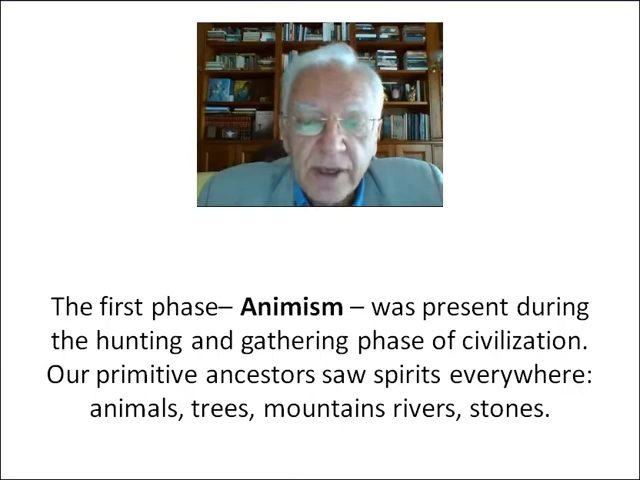 The first phase– Animism – was present during
the hunting and gathering phase of civilization.
Our primitive ancestors saw spirits everywhere:
animals, trees, mountains rivers, stones.